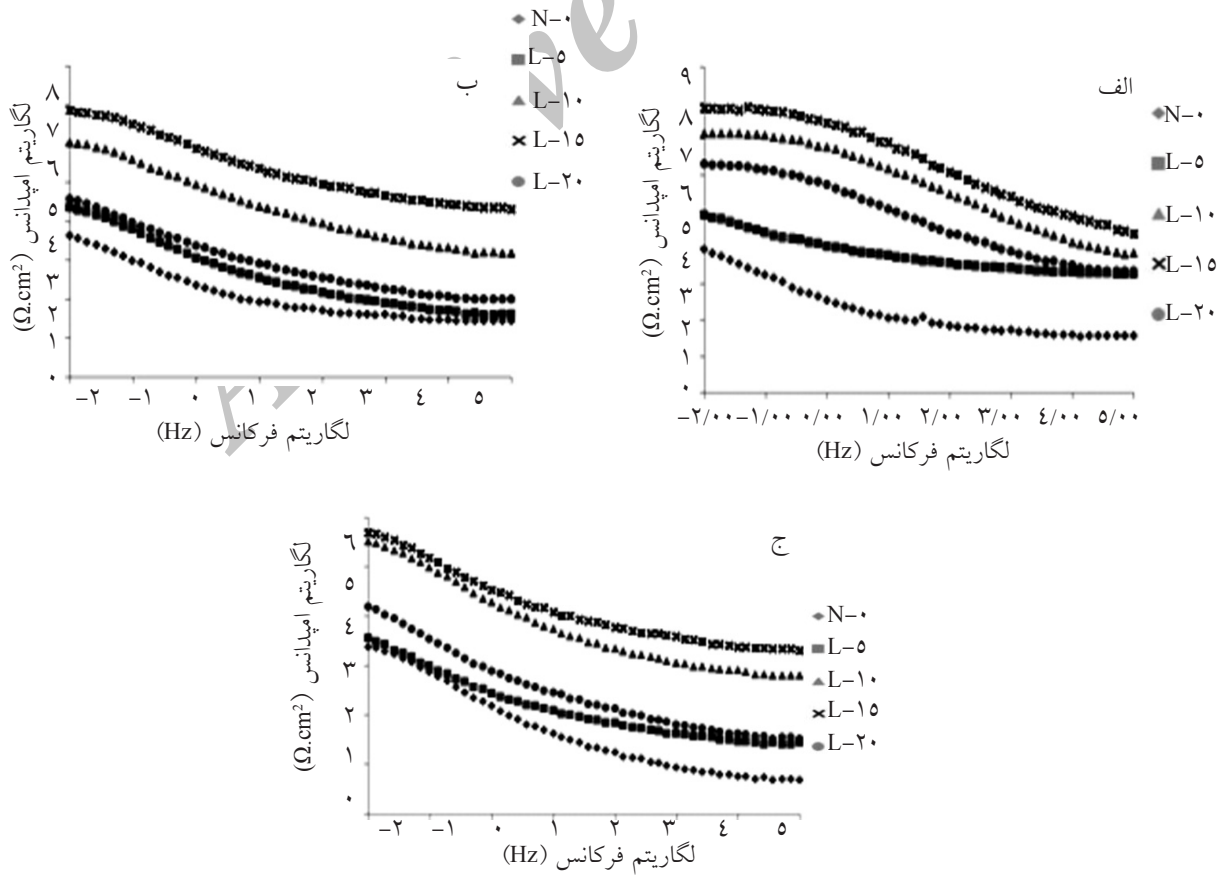 الف
لگاریتم امپدانس (Ω.cm²)
۹
۸
۷
۶
۵
۴
۳
۲
۱
۰
−۲/۰۰ −۱/۰۰ ۰/۰۰ ۱/۰۰ ۲/۰۰ ۳/۰۰ ۴/۰۰ ۵/۰۰
لگاریتم فرکانس (Hz)
N-۰
L-۵
L-۱۰
L-۱۵
L-۲۰
ب
لگاریتم امپدانس (Ω.cm²)
۸
۷
۶
۵
۴
۳
۲
۱
۰
−۲ −۱ ۰ ۱ ۲ ۳ ۴ ۵
لگاریتم فرکانس (Hz)
N-۰
L-۵
L-۱۰
L-۱۵
L-۲۰
ج
لگاریتم امپدانس (Ω.cm²)
۶
۵
۴
۳
۲
۱
۰
−۲ −۱ ۰ ۱ ۲ ۳ ۴ ۵
لگاریتم فرکانس (Hz)
N-۰
L-۵
L-۱۰
L-۱۵
L-۲۰